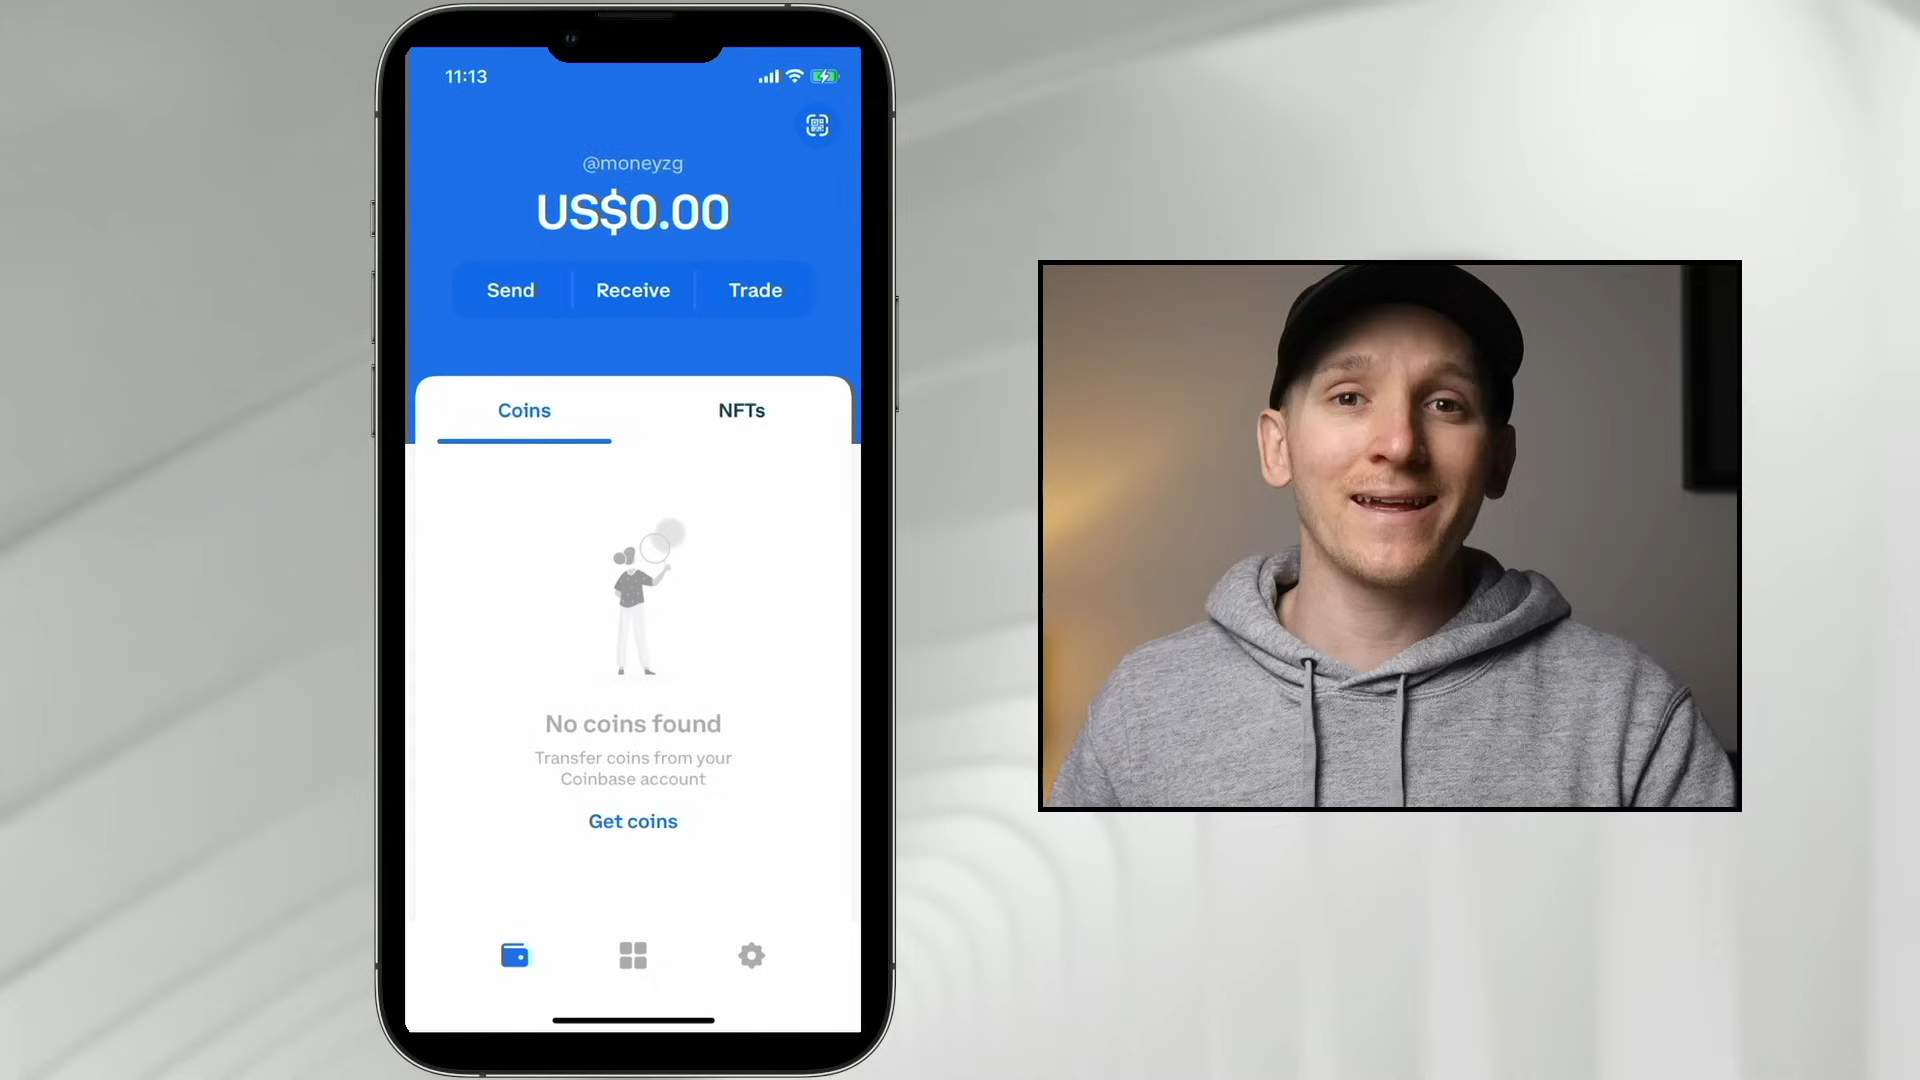 11:13
@moneyzg
US$0.00
Send Receive Trade
Coins NFTs
No coins found
Transfer coins from your
Coinbase account
Get coins